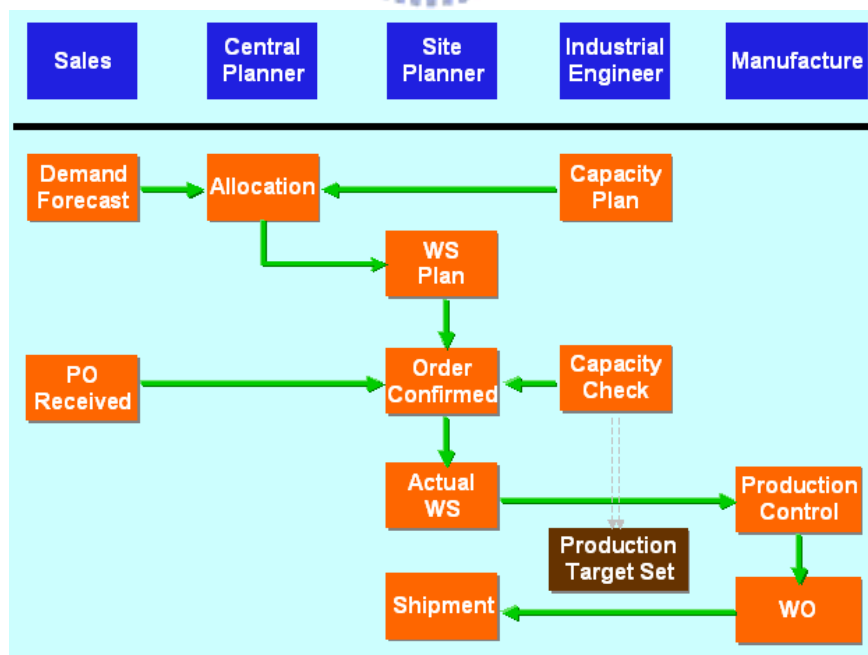 Sales
Central
Planner
Site
Planner
Industrial
Engineer
Manufacture
Demand
Forecast
Allocation
Capacity
Plan
WS
Plan
PO
Received
Order
Confirmed
Capacity
Check
Actual
WS
Production
Control
Production
Target Set
Shipment
WO